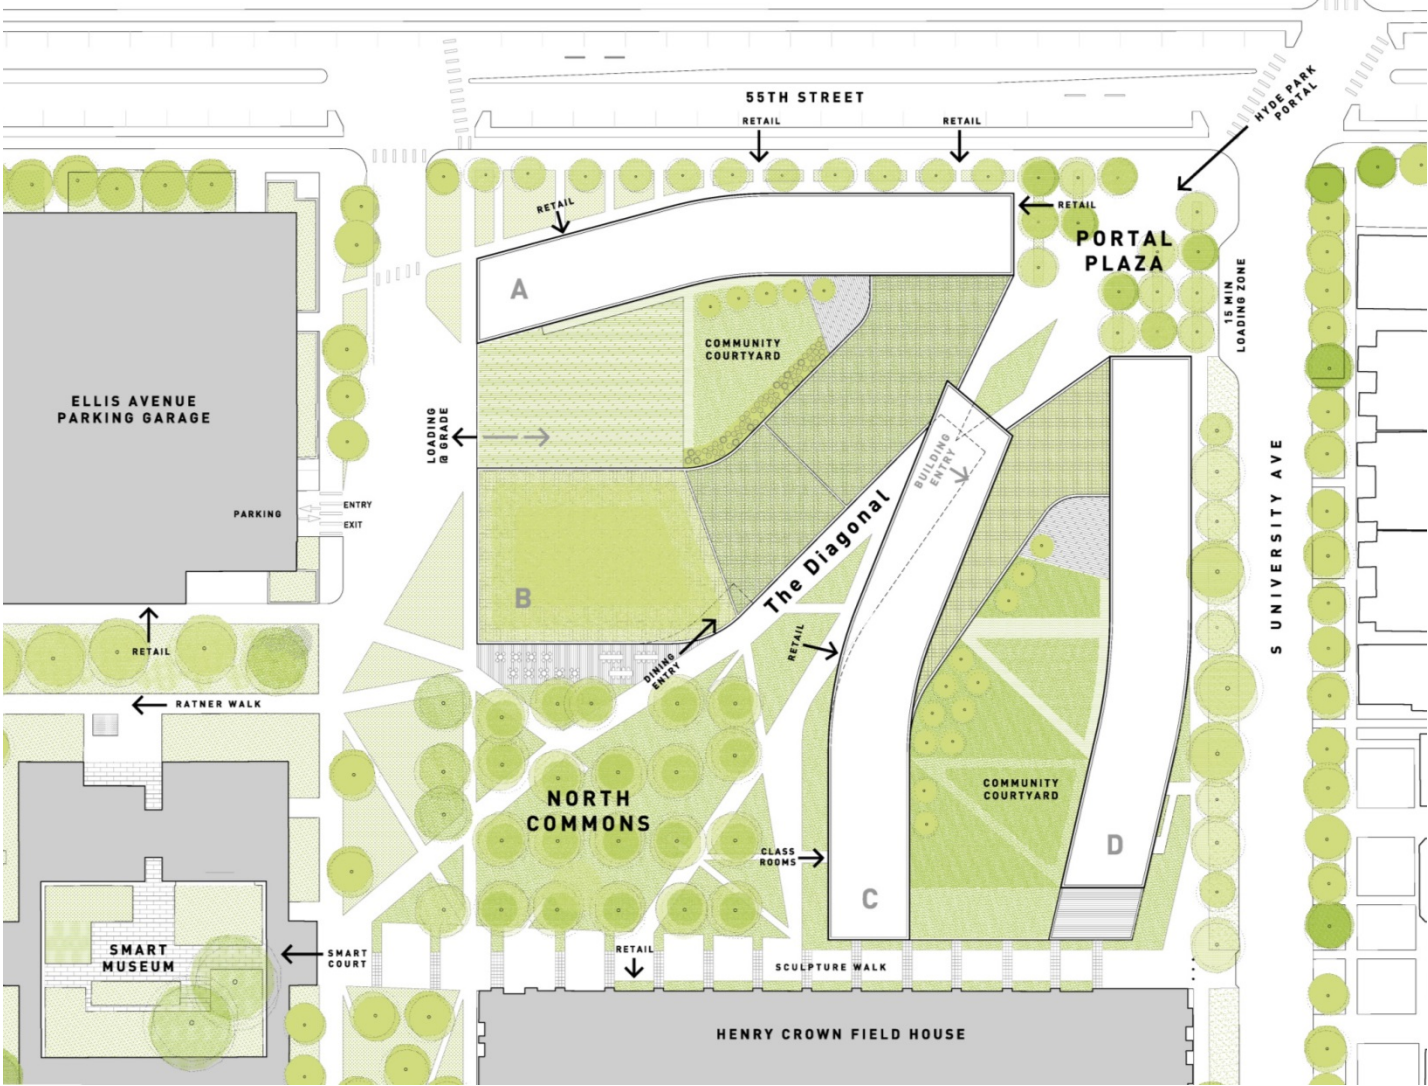 55TH STREET
RETAIL
RETAIL
HYDE PARK
PORTAL
RETAIL
RETAIL
PORTAL
PLAZA
A
15 MIN
LOADING ZONE
COMMUNITY
COURTYARD
ELLIS AVENUE
PARKING GARAGE
LOADING
@ GRADE
BUILDING
ENTRY
S UNIVERSITY AVE
PARKING
ENTRY
EXIT
The Diagonal
B
RETAIL
RETAIL
DINING
ENTRY
RATNER WALK
NORTH
COMMONS
COMMUNITY
COURTYARD
CLASS
ROOMS
D
C
SMART
MUSEUM
SMART
COURT
RETAIL
SCULPTURE WALK
HENRY CROWN FIELD HOUSE